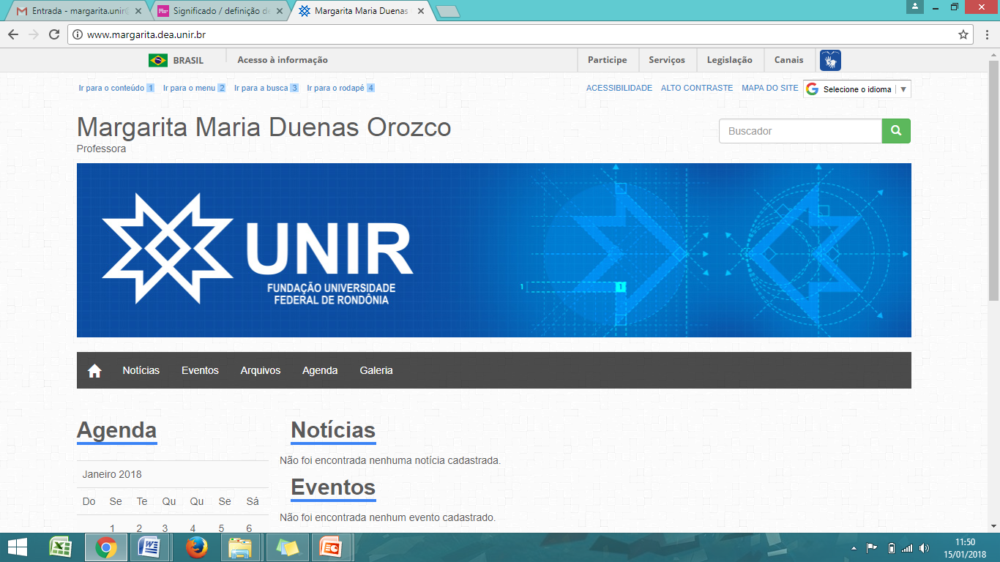 Entrada - margarita.unir@
Significado / definição de
Margarita Maria Duenas
www.margarita.dea.unir.br
BRASIL Acesso à informação Participe Serviços Legislação Canais
Ir para o conteúdo 1 Ir para o menu 2 Ir para a busca 3 Ir para o rodapé 4 ACESSIBILIDADE ALTO CONTRASTE MAPA DO SITE Selecione o idioma
Margarita Maria Duenas Orozco
Professora
Buscador
UNIR
FUNDAÇÃO UNIVERSIDADE
FEDERAL DE RONDÔNIA
1 1
Notícias Eventos Arquivos Agenda Galeria
Agenda
Janeiro 2018
Do Se Te Qu Qu Se Sá
1 2 3 4 5 6
Notícias
Não foi encontrada nenhuma notícia cadastrada.
Eventos
Não foi encontrada nenhum evento cadastrado.
11:50
15/01/2018